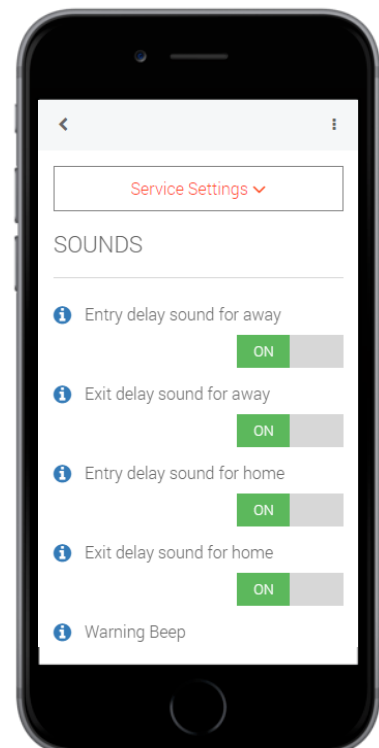 Service Settings
SOUNDS
Entry delay sound for away
ON
Exit delay sound for away
ON
Entry delay sound for home
ON
Exit delay sound for home
ON
Warning Beep